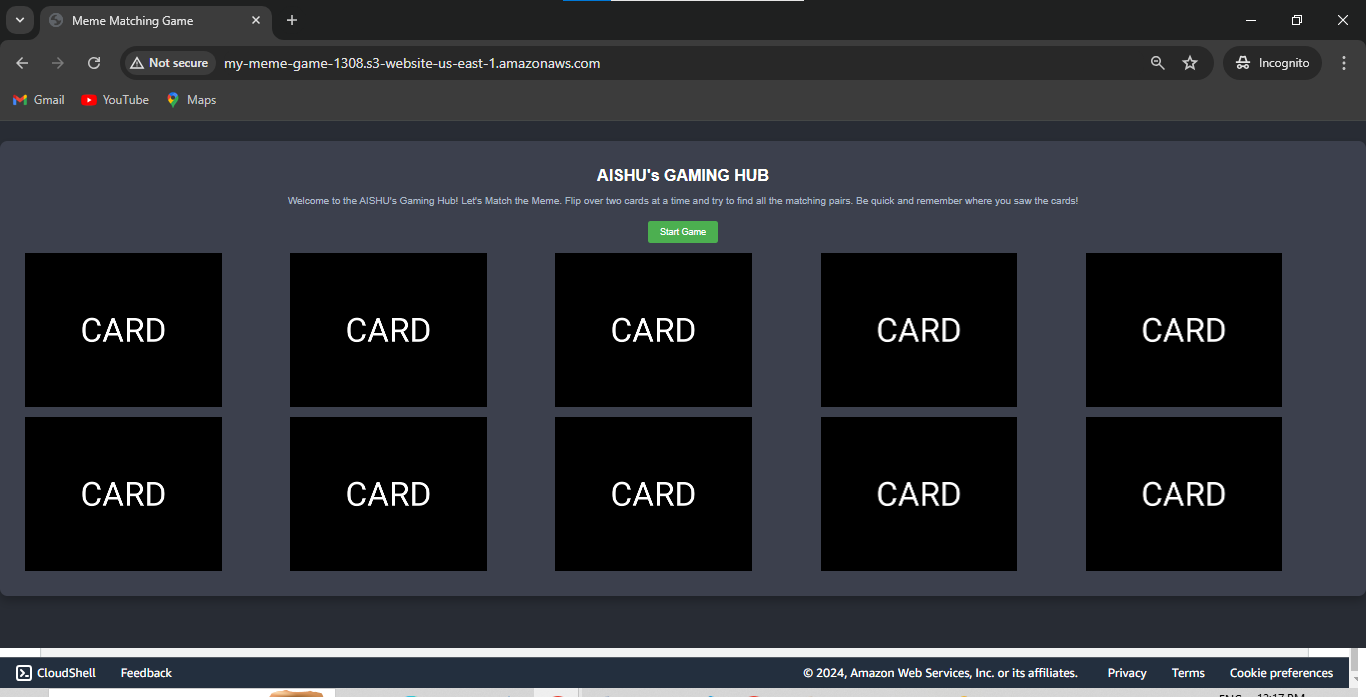 Meme Matching Game
Not secure my-meme-game-1308.s3-website-us-east-1.amazonaws.com Incognito
Gmail YouTube Maps
AISHU's GAMING HUB
Welcome to the AISHU's Gaming Hub! Let's Match the Meme. Flip over two cards at a time and try to find all the matching pairs. Be quick and remember where you saw the cards!
Start Game
CARD CARD CARD CARD CARD
CARD CARD CARD CARD CARD
CloudShell Feedback © 2024, Amazon Web Services, Inc. or its affiliates. Privacy Terms Cookie preferences